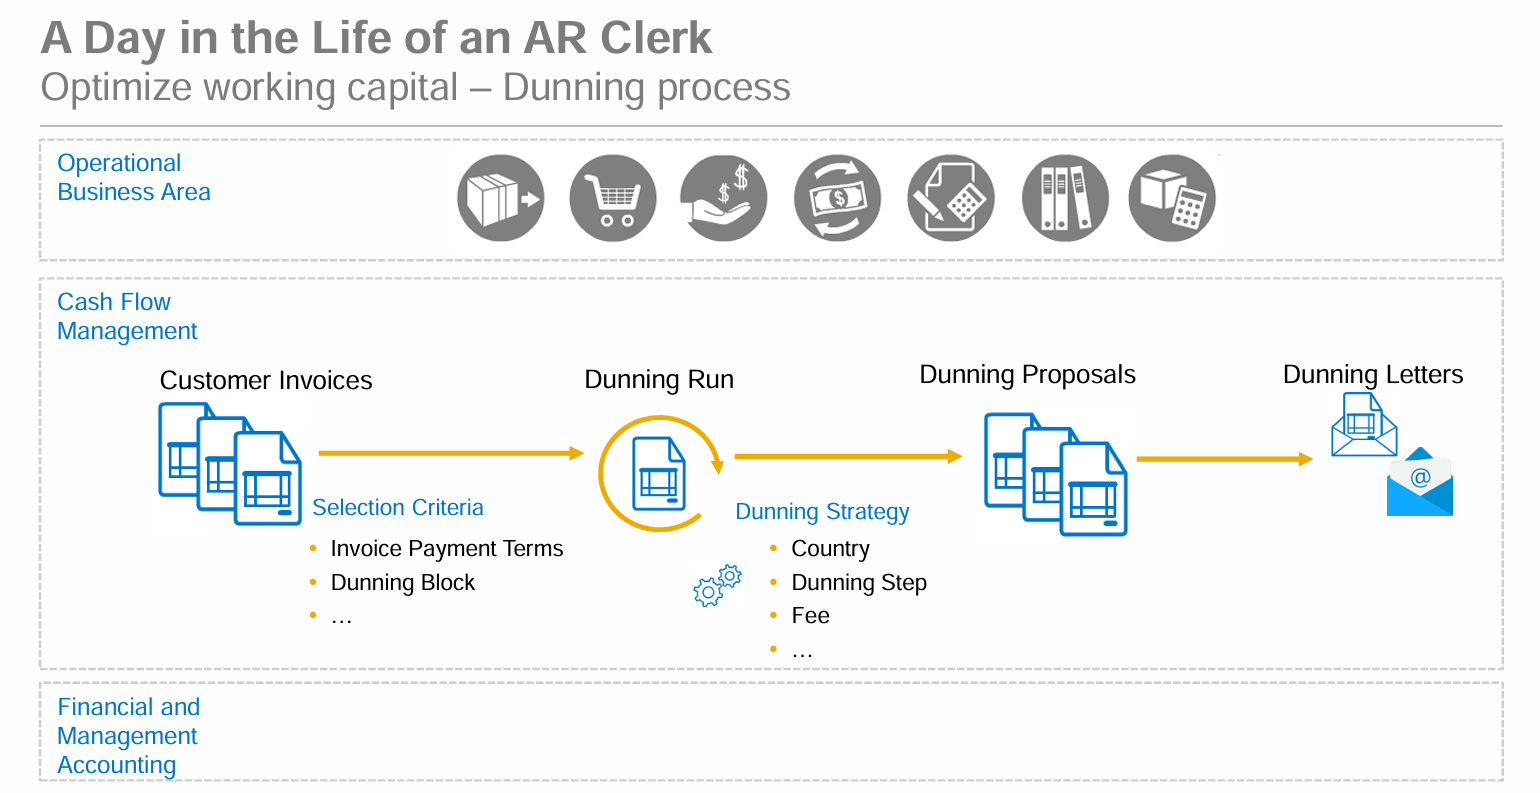 A Day in the Life of an AR Clerk
Optimize working capital – Dunning process
Operational
Business Area
$
$
$
Cash Flow
Management
Customer Invoices
Dunning Run
Dunning Proposals
Dunning Letters
@
Selection Criteria
• Invoice Payment Terms
• Dunning Block
• …
Dunning Strategy
• Country
• Dunning Step
• Fee
• …
Financial and
Management
Accounting